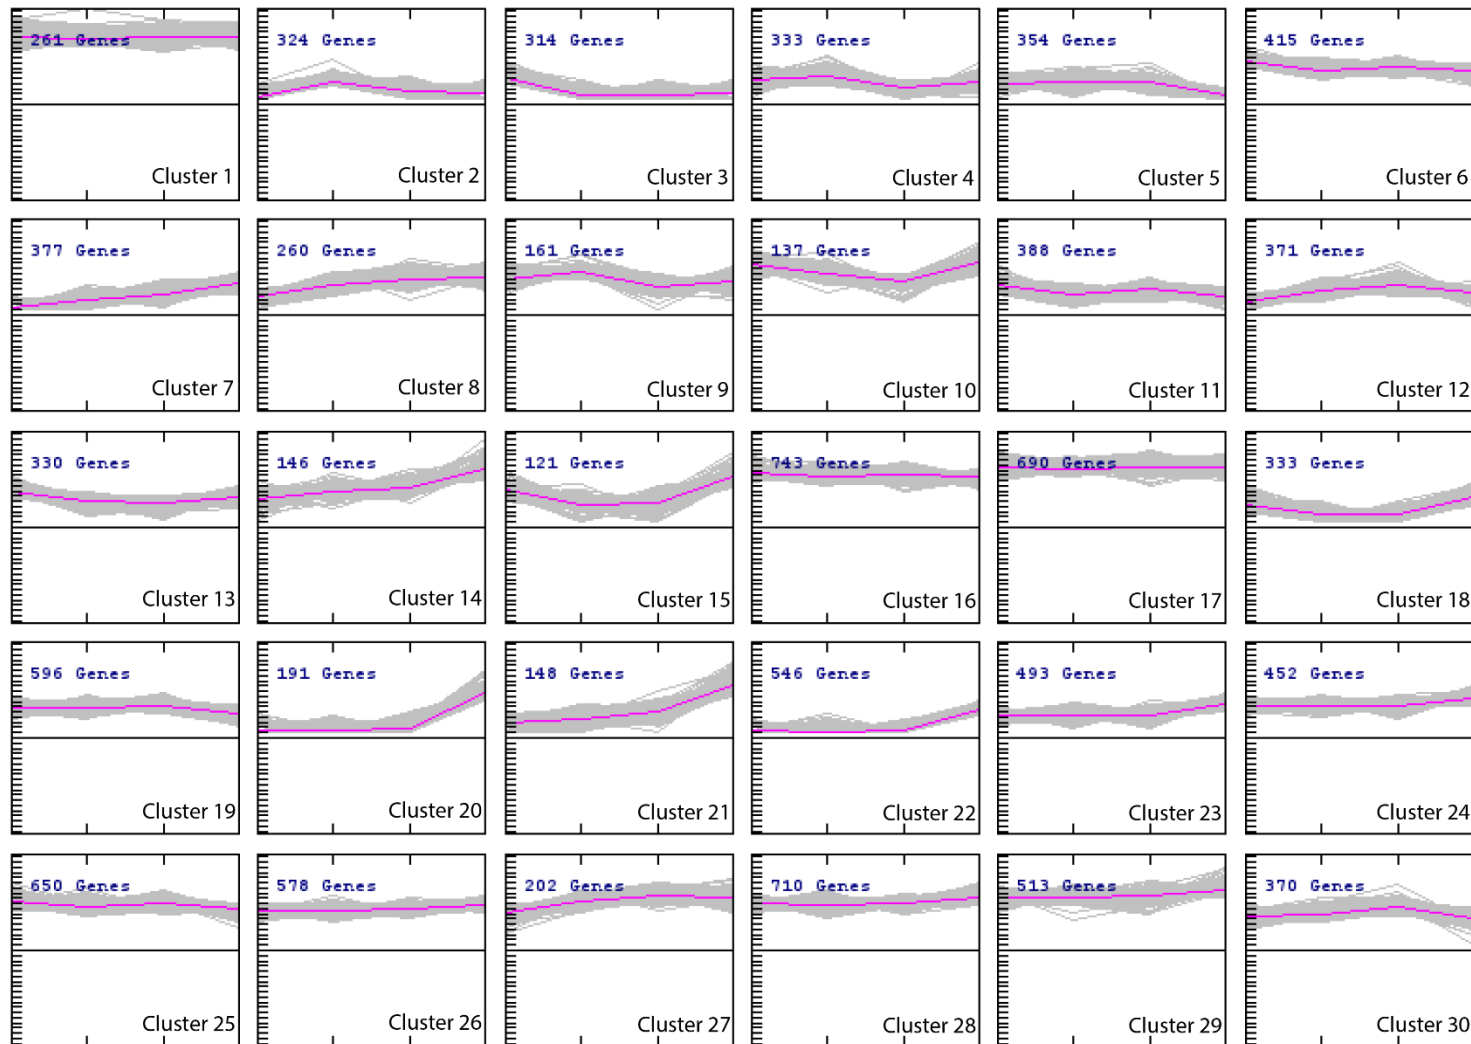 261 Genes
Cluster 1
324 Genes
Cluster 2
314 Genes
Cluster 3
333 Genes
Cluster 4
354 Genes
Cluster 5
415 Genes
Cluster 6
377 Genes
Cluster 7
260 Genes
Cluster 8
161 Genes
Cluster 9
137 Genes
Cluster 10
388 Genes
Cluster 11
371 Genes
Cluster 12
330 Genes
Cluster 13
146 Genes
Cluster 14
121 Genes
Cluster 15
743 Genes
Cluster 16
690 Genes
Cluster 17
333 Genes
Cluster 18
596 Genes
Cluster 19
191 Genes
Cluster 20
148 Genes
Cluster 21
546 Genes
Cluster 22
493 Genes
Cluster 23
452 Genes
Cluster 24
650 Genes
Cluster 25
578 Genes
Cluster 26
202 Genes
Cluster 27
710 Genes
Cluster 28
513 Genes
Cluster 29
370 Genes
Cluster 30